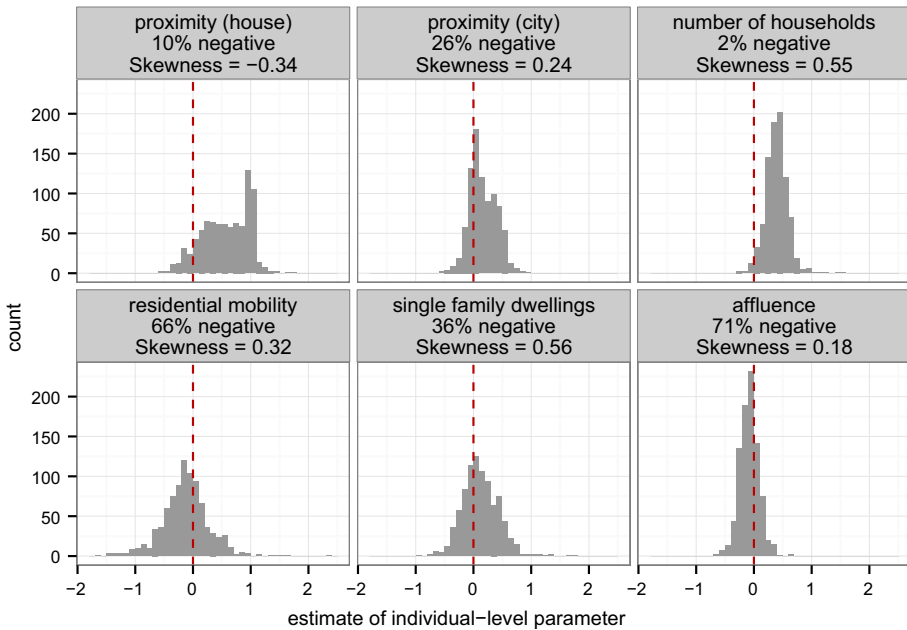 proximity (house)
10% negative
Skewness = −0.34
proximity (city)
26% negative
Skewness = 0.24
number of households
2% negative
Skewness = 0.55
200
150
100
50
0
residential mobility
66% negative
Skewness = 0.32
single family dwellings
36% negative
Skewness = 0.56
affluence
71% negative
Skewness = 0.18
200
150
100
50
0
count
−2 −1 0 1 2 −2 −1 0 1 2 −2 −1 0 1 2
estimate of individual−level parameter